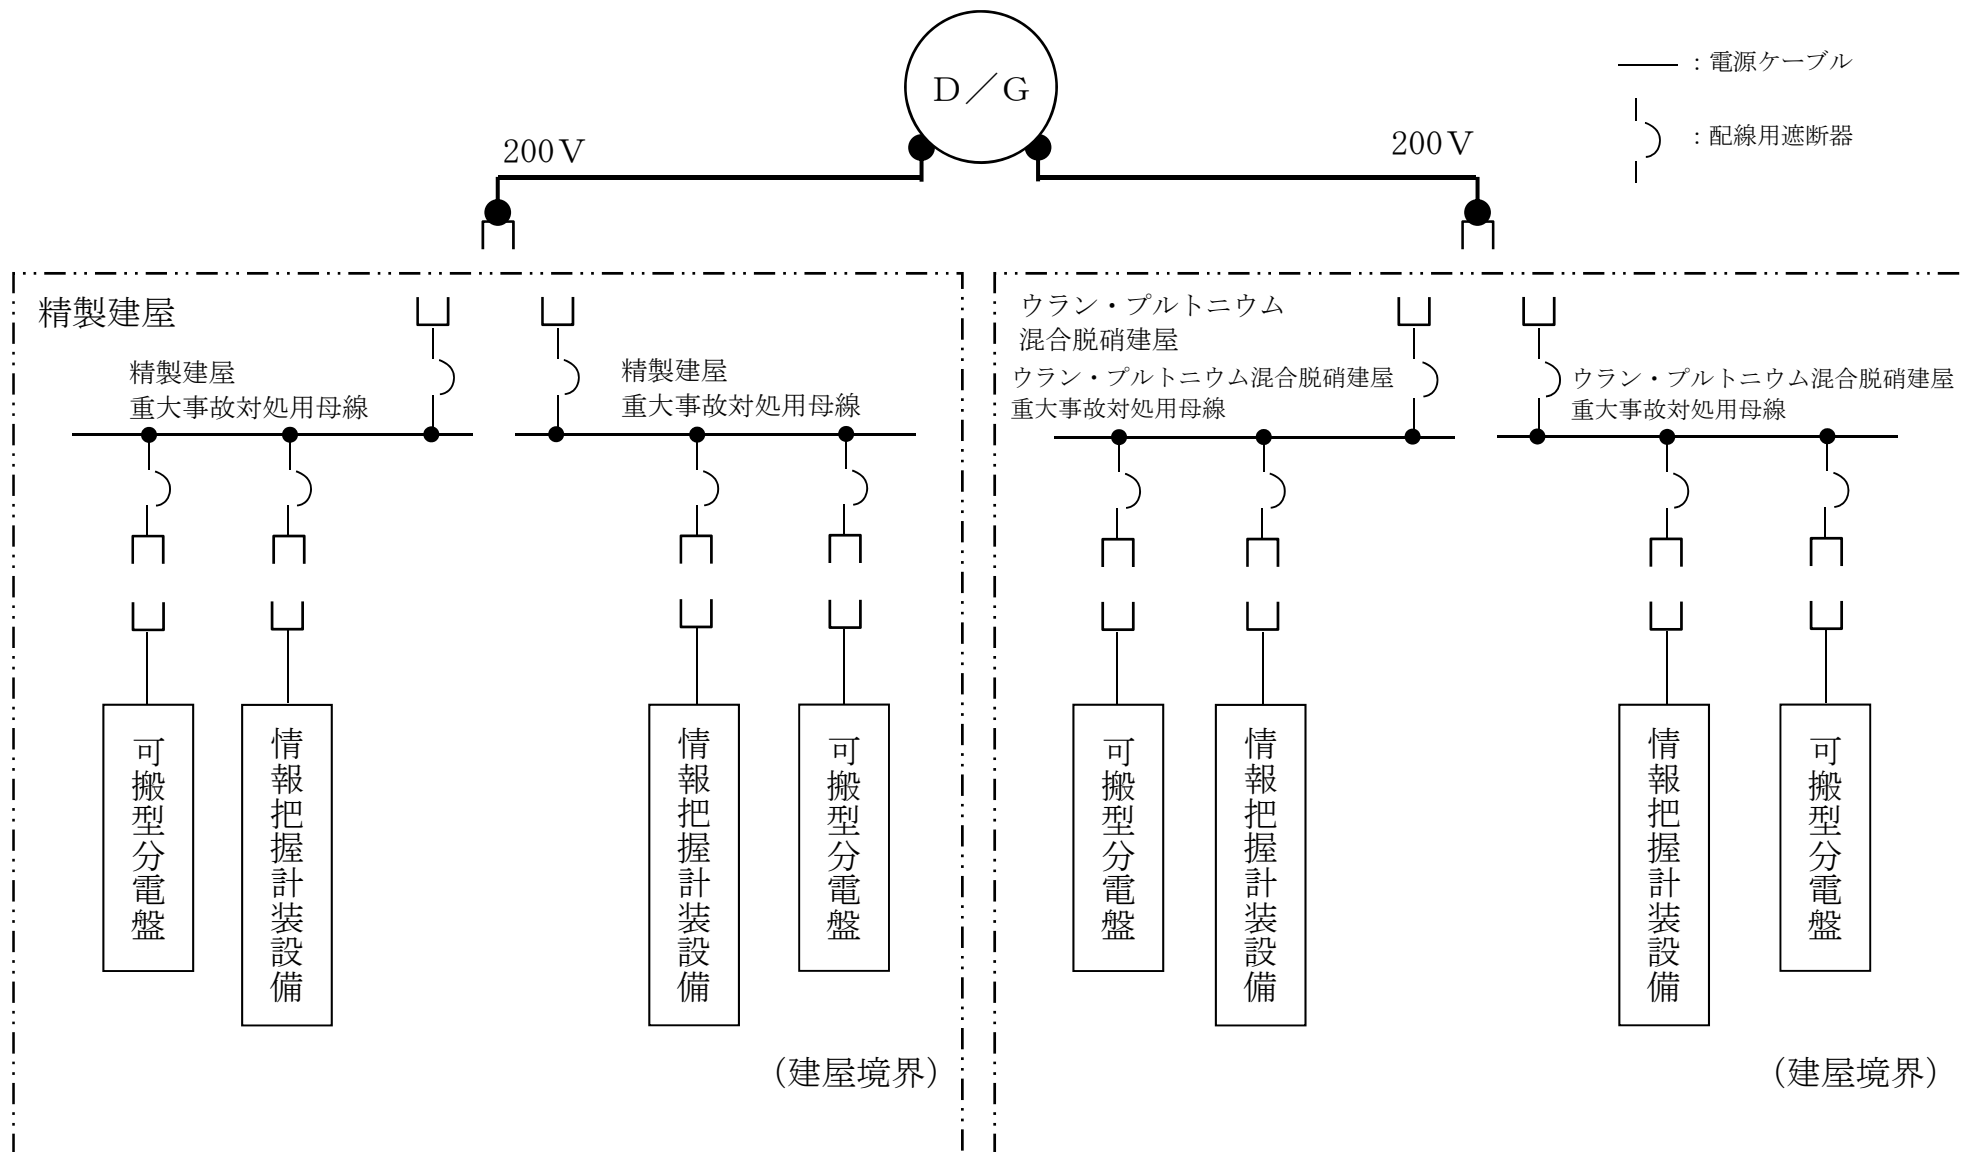 D／G
200V
200V
：電源ケーブル
：配線用遮断器
精製建屋
精製建屋
重大事故対処用母線
精製建屋
重大事故対処用母線
可搬型分電盤
情報把握計装設備
情報把握計装設備
可搬型分電盤
（建屋境界）
ウラン・プルトニウム
混合脱硝建屋
ウラン・プルトニウム混合脱硝建屋
重大事故対処用母線
ウラン・プルトニウム混合脱硝建屋
重大事故対処用母線
可搬型分電盤
情報把握計装設備
情報把握計装設備
可搬型分電盤
（建屋境界）